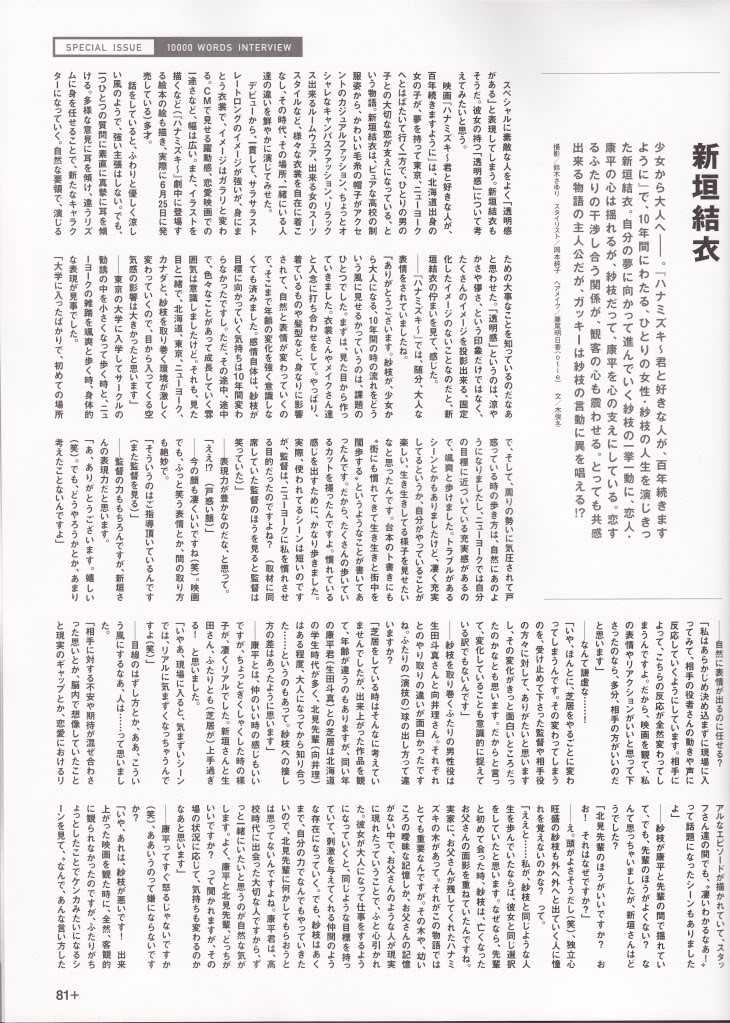 SPECIAL ISSUE 10000 WORDS INTERVIEW
新垣結衣
少女から大人へ──。『ハナミズキ〜君と好きな人が、百年続きます
ように』で、10年間にわたる、ひとりの女性・紗枝の人生を演じきっ
た新垣結衣。自分の夢に向かって進んでいく紗枝の一挙一動に、恋人・
康平の心は揺れるが、紗枝だって、康平を心の支えにしている。恋す
るふたりの干渉し合う関係が、観客の心も震わせる。とっても共感
出来る物語の主人公だが、ガッキーは紗枝の言動に異を唱える!?
撮影／鈴木さゆり スタイリスト／岡本純子 ヘアメイク／藤尾明日香(ｏｔｉｅ) 文／木俣冬
スペシャルに素敵な人をよく、「透明感
がある」と表現してしまう。新垣結衣も
そうだ。彼女の持つ「透明感」について考
えてみたいと思う。
映画『ハナミズキ〜君と好きな人が、
百年続きますように』は、北海道出身の
女の子が、夢を持って東京、ニューヨーク
へとはばたいて行く一方で、ひとりの男の
子との大切な恋が支えになっている、と
いう物語。新垣結衣は、ピュアな高校の制
服姿から、かわいい毛糸の帽子がアクセ
ントのカジュアルファッション、ちょっとオ
シャレなキャンパスファッション、リラック
ス出来るルームウェア、出来る女のスーツ
スタイルなど、様々な衣装を自在に着こ
なし、その時代、その場所、一緒にいる人
達の違いを鮮やかに演じてみせた。
デビューから、一貫して、サラサラスト
レートロングのイメージが強いが、身にま
とう衣装で、イメージはガラリと変わ
る。CMで見せる躍動感、恋愛映画での
一途さなど、幅は広い。また、イラストを
描くなど(『ハナミズキ〜』劇中に登場す
る絵本の絵も描き、実際に6月25日に発
売している)多才。
話をしていると、ふわりと優しく涼し
い風のようで、強い主張はしない。でも、
一つひとつの質問に素直に真摯に耳を傾
ける。多様な意見に耳を傾け、違うリズ
ムに身を任せることで、新たなキャラク
ターになっていく。自然な要領で、演じる
ための大事なことを知っているのだなあ
と思わせた。「透明感」というのは、涼や
かさや儚さ、という印象だけではなく、
たくさんのイメージを投影出来る、固定
化したイメージのないことなのだと、新
垣結衣の佇まいを見て、感じた。
──『ハナミズキ〜』では、随分、大人な
表情をされていましたね。
「ありがとうございます。紗枝が、少女か
ら大人になる、10年間の時の流れをどう
いう風に見せるかっていうのは、課題の
ひとつでした。まずは、見た目から作っ
ていきました。衣装さんやメイクさん達
と入念に打ち合わせをして。やっぱり、
着ているものや髪型など、身なりに影響
されて、自然と表情が変わっていくの
で、そこまで年齢の変化を強く意識しな
くても済みました。感情自体は、紗枝が
目標に向かっていく気持ちは10年間変わ
らなかったですし。ただ、その途中、途中
で、色々なことがあって成長していく雰
囲気は意識しましたけど。それも、見た
目と一緒で、北海道、東京、ニューヨーク、
カナダと、紗枝を取り巻く環境が激しく
変わっていくので、目から入ってくる空
気感の影響は大きかったと思います」
──東京の大学に入学してサークルの
勧誘の中を小さくなって歩く時と、ニュ
ーヨークの雑踏を颯爽と歩く時、身体的
な表現が見事でした。
「大学に入ったばかりで、初めての場所
で、そして、周りの勢いに気圧されて戸
惑っている時の歩き方は、自然にあのよ
うになりましたし、ニューヨークでは自分
の目標に近づいている充実感があるの
で、颯爽と歩けました。トラブルがある
シーンとかもありましたけど、凄く充実
してるというか、自分がやっていることが
楽しい、生き生きしてる様子を見せたい
なと思ったんです。台本のト書きにも
“街にも慣れてきて生き生きと街中を
闊歩する”というようなことが書いてあ
ったんです。だから、たくさんの歩いてい
るカットを撮ったんですよ。慣れている
感じを出すために、かなり歩きました。
実際、使われてるシーンは短いのです
が、監督は、ニューヨークに私を慣れさせ
る目的だったのですよね?(取材に同
席していた監督のほうを見ると監督は
笑っていた)」
──表現力が豊かなのだな、と思って。
「ええ!?(戸惑い顔)」
──今の顔も凄くいいですね(笑)。映画
でも、ふっと笑う表情とか、間の取り方
も絶妙で。
「そういうのはご指導頂いているんです
(また監督を見る)」
──監督の力ももちろんですが、新垣さ
んの表現力だと思います。
「あ、ありがとうございます。嬉しい
(笑)。でも、どうやろうかとか、あまり
考えたことないんですよ」
──自然に表情が出るのに任せる?
「私はあらかじめ決め込まずに現場に入
ってみて、相手の役者さんの動きや声に
反応していくようにしています。相手に
よって、こちらの反応が全然変わってし
まうんですよ。だから、映画を観て、私
の表情やリアクションがいいと思って下
さったのなら、多分、相手の方がいいのだ
と思います」
──なんて謙虚な……!
「いや、ほんとに。芝居をやるごとに変わ
ってしまうんです。その変わってしまう
のを、受け止めて下さった監督や相手役
の方々に対して、ありがたいと思います
し、その変化がきっと面白いところだっ
たのかなとも思います。だからと言っ
て、変化していることも意識的に捉えて
いる訳でもないんです」
──紗枝を取り巻くふたりの男性役は
生田斗真さんと向井理さん。それぞれ
とのやり取りの違いが面白かったです
ね。ふたりの〈演技の〉球の出し方って違
いますか?
「芝居をしている時はそんなに考えてい
ませんでしたが、出来上がった作品を観
て、年齢が違うのもありますが、同い年
の康平君(生田斗真)との芝居は北海道
の学生時代が多く、北見先輩(向井理)
はある程度、大人になってから知り合っ
た……というのもあって。紗枝への接し
方の差はあったように思います」
──康平とは、仲のいい時の感じもいい
ですが、ちょっとぎくしゃくした時の様
子が、凄くリアルでした。新垣さんと生
田さん、ふたりとも〈芝居が〉上手過ぎ
る!　と思いました。
「いやあ、現場に入ると、気まずいシーン
では、リアルに気まずくなっちゃうんで
すよ(笑)」
──目線のはずし方とか、ああ、こうい
う風にするなあ、人は……って思いまし
た。
「相手に対する不安や期待が混ぜ合わさ
った思いとか、脳内で想像していたこと
と現実のギャップとか、恋愛におけるリ
アルなエピソードが描かれていて、スタッ
フさん達の間でも、“凄いわかるなあ!”
って話題になったシーンもありました
よ」
──紗枝が康平と先輩の間で揺れてい
て、でも、先輩のほうがよくない?　な
んて思っちゃいましたが、新垣さんはど
うでした?
「北見先輩のほうがいいですか?　お
お!　それはなぜですか?」
──え。頭がよさそうだし(笑)、独立心
旺盛の紗枝も外へ外へと出ていく人に憧
れを覚えないのかな?　って。
「ええと……私が、紗枝と同じような人
生を歩んでいたならば、彼女と同じ選択
をしていたと思います。なぜなら、先輩
と初めて会った時、紗枝は、亡くなった
お父さんの面影を重ねていたんですね。
実家に、お父さんが残してくれたハナミ
ズキの木があって。それがこの物語では
とても重要なんですが。その木や、幼い
ころの曖昧な記憶しか、お父さんの記憶
がない中で、お父さんのような人が現実
に現れたっていうことで、ふと心引かれ
た。彼女が大人になって仕事をするよう
になっていくと、同じような目標を持っ
ていて、刺激を与えてくれる仲間のよう
な存在になっていく。でも、紗枝はあく
まで、自分の力でなんでもやっていきた
いので、北見先輩に何かしてもらおうと
は思ってないんですよね。康平君は、高
校時代に出会った大切な人ですから、ず
っと一緒にいたいと思うのが自然な気が
します。よく、康平と北見先輩、どっちが
いいですか?　って聞かれますが、その
場の状況に応じて、気持ちも変わるのか
なあと思います」
──康平ってすぐ怒るじゃないですか
(笑)。ああいうのって嫌にならないです
か?
「いや、あれは、紗枝が悪いです!　出来
上がった映画を観た時に、全然、客観的
に観られなかったのですが、ふたりがち
ょっとしたことでケンカみたいになるシ
ーンを見て、“なんで、あんな言い方した
81+